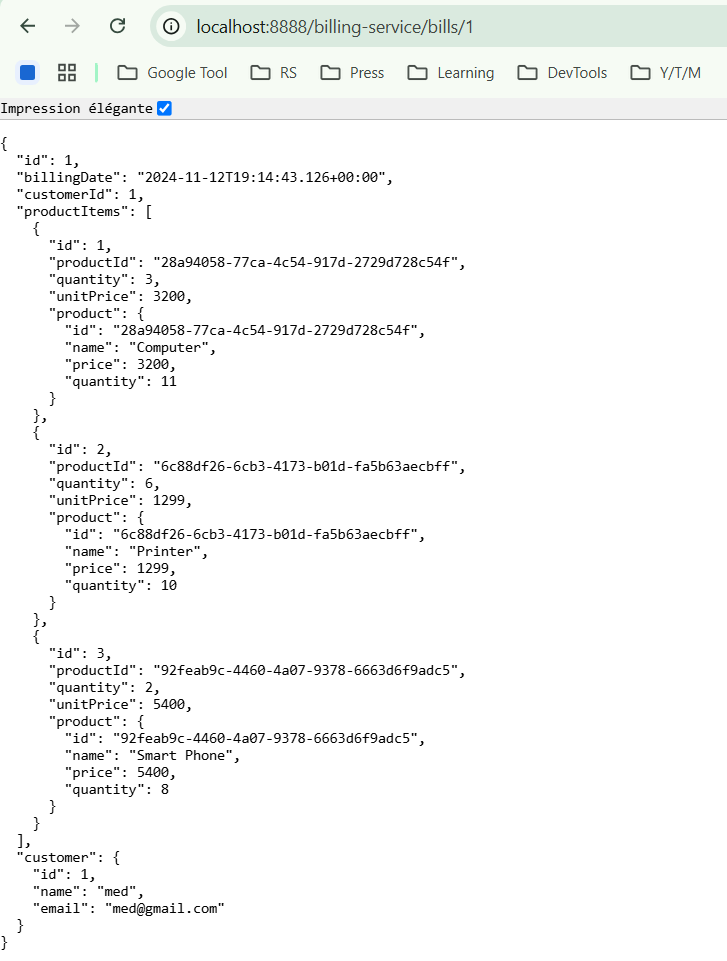 localhost:8888/billing-service/bills/1
Google Tool RS Press Learning DevTools Y/T/M
Impression élégante
{
  "id": 1,
  "billingDate": "2024-11-12T19:14:43.126+00:00",
  "customerId": 1,
  "productItems": [
    {
      "id": 1,
      "productId": "28a94058-77ca-4c54-917d-2729d728c54f",
      "quantity": 3,
      "unitPrice": 3200,
      "product": {
        "id": "28a94058-77ca-4c54-917d-2729d728c54f",
        "name": "Computer",
        "price": 3200,
        "quantity": 11
      }
    },
    {
      "id": 2,
      "productId": "6c88df26-6cb3-4173-b01d-fa5b63aecbff",
      "quantity": 6,
      "unitPrice": 1299,
      "product": {
        "id": "6c88df26-6cb3-4173-b01d-fa5b63aecbff",
        "name": "Printer",
        "price": 1299,
        "quantity": 10
      }
    },
    {
      "id": 3,
      "productId": "92feab9c-4460-4a07-9378-6663d6f9adc5",
      "quantity": 2,
      "unitPrice": 5400,
      "product": {
        "id": "92feab9c-4460-4a07-9378-6663d6f9adc5",
        "name": "Smart Phone",
        "price": 5400,
        "quantity": 8
      }
    }
  ],
  "customer": {
    "id": 1,
    "name": "med",
    "email": "med@gmail.com"
  }
}